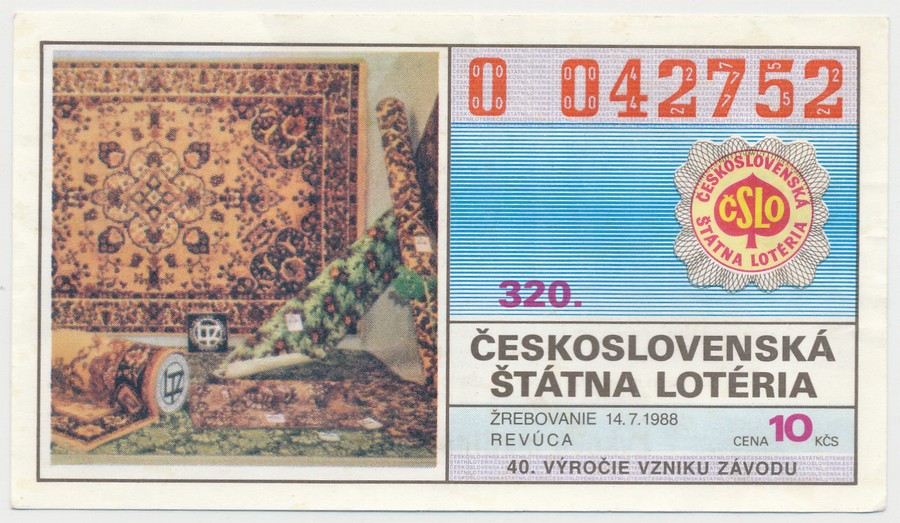 0 042752
ČESKOSLOVENSKÁ
ČSLO
ŠTÁTNA LOTÉRIA
320.
ČESKOSLOVENSKÁ
ŠTÁTNA LOTÉRIA
ŽREBOVANIE 14.7.1988
REVÚCA
CENA 10 KČS
40. VÝROČIE VZNIKU ZÁVODU